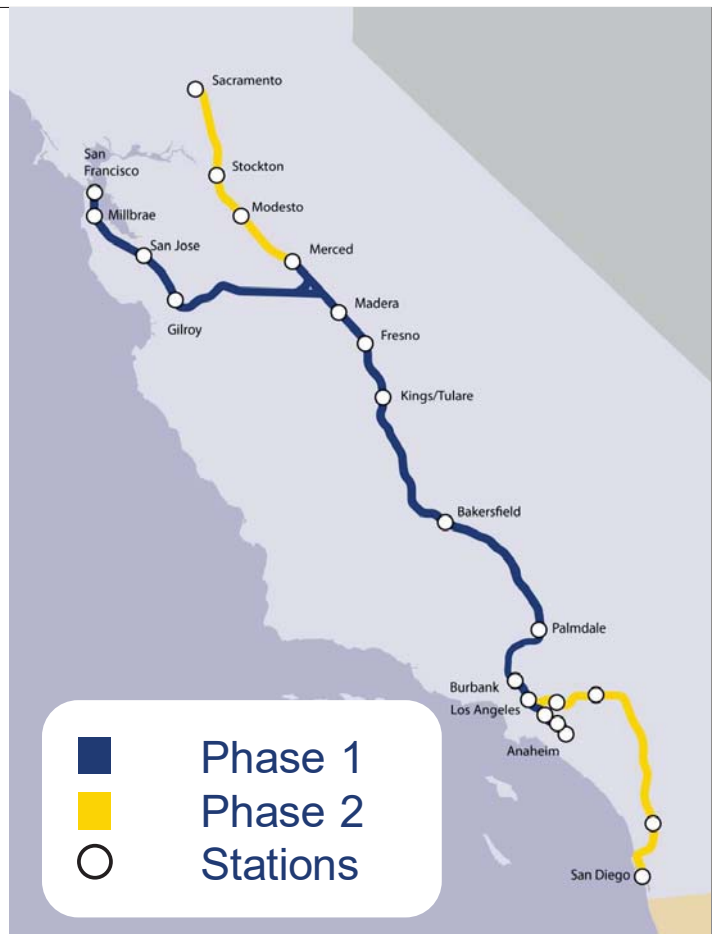 Sacramento
San
Francisco
Stockton
Modesto
Millbrae
San Jose
Merced
Madera
Gilroy
Fresno
Kings/Tulare
Bakersfield
Palmdale
Burbank
Los Angeles
Anaheim
San Diego
Phase 1
Phase 2
Stations